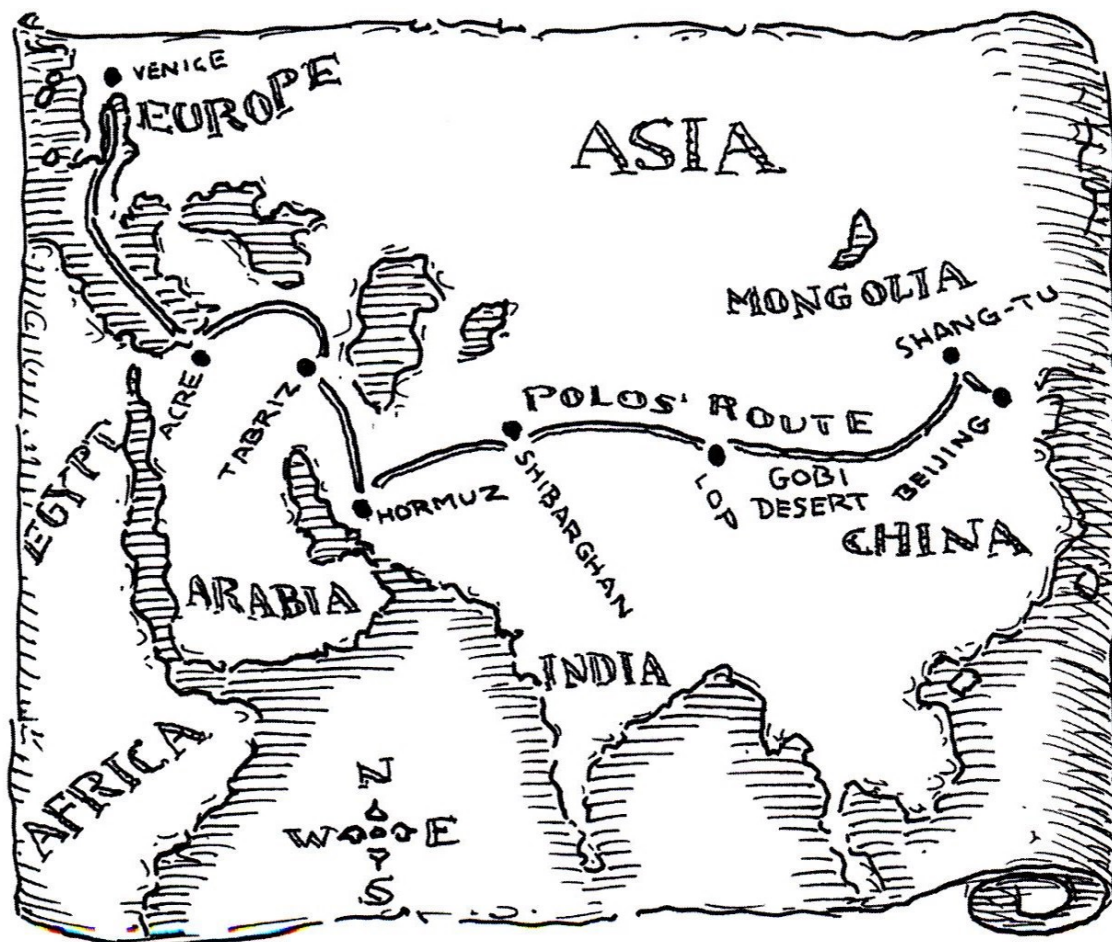 VENICE
EUROPE
ASIA
MONGOLIA
SHANG-TU
POLOS' ROUTE
ACRE
TABRIZ
EGYPT
HORMUZ
SHIBARGHAN
LOP
GOBI
DESERT
BEIJING
CHINA
ARABIA
INDIA
AFRICA
N
W E
S